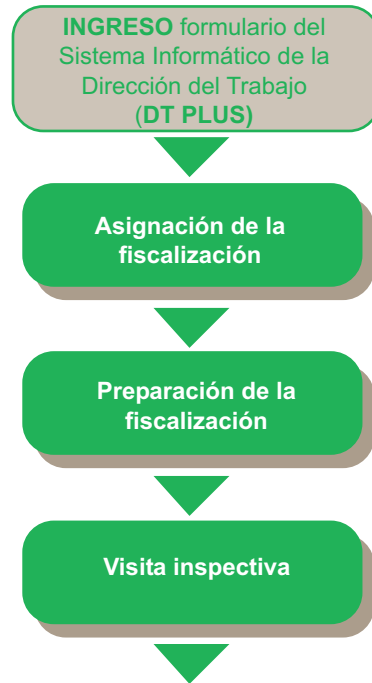 INGRESO formulario del
Sistema Informático de la
Dirección del Trabajo
(DT PLUS)
Asignación de la
fiscalización
Preparación de la
fiscalización
Visita inspectiva